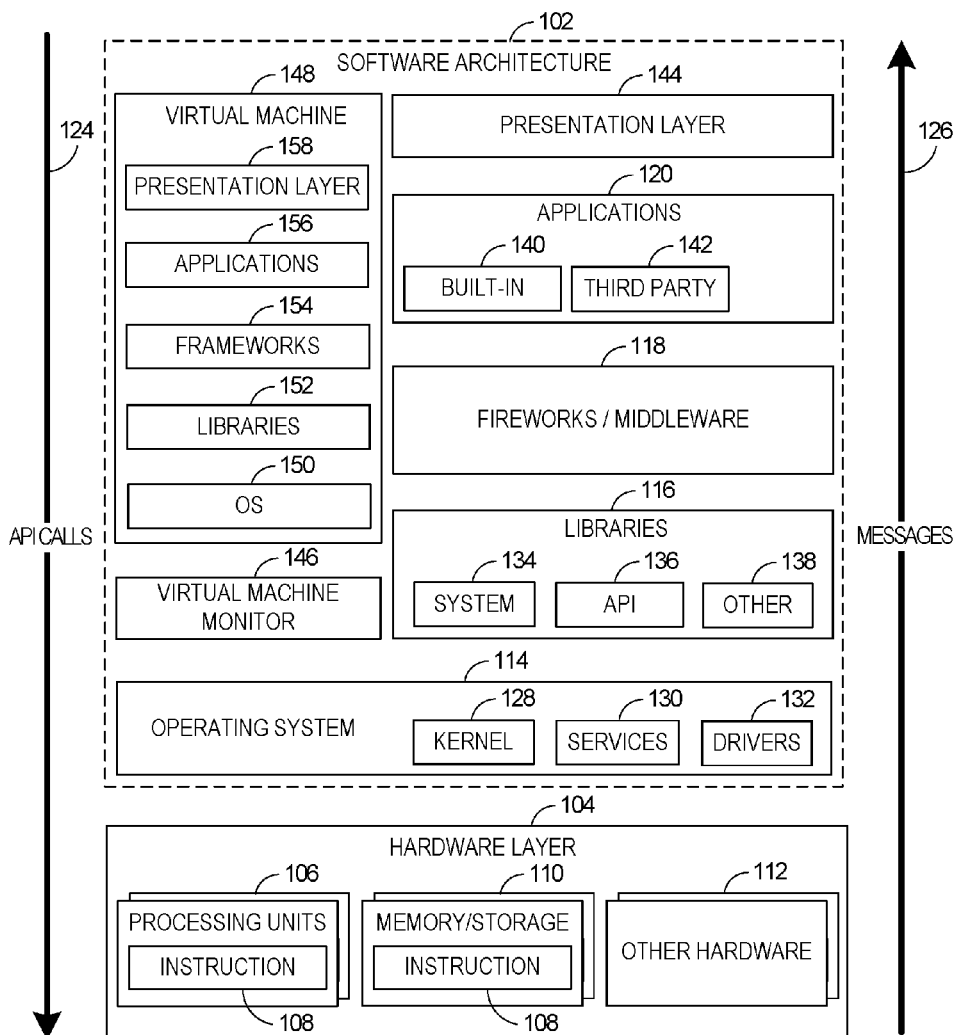 102
SOFTWARE ARCHITECTURE
148
VIRTUAL MACHINE
158
PRESENTATION LAYER
156
APPLICATIONS
154
FRAMEWORKS
152
LIBRARIES
150
OS
146
VIRTUAL MACHINE
MONITOR
144
PRESENTATION LAYER
120
APPLICATIONS
140
BUILT-IN
142
THIRD PARTY
118
FIREWORKS / MIDDLEWARE
116
LIBRARIES
134
SYSTEM
136
API
138
OTHER
114
OPERATING SYSTEM
128
KERNEL
130
SERVICES
132
DRIVERS
104
HARDWARE LAYER
106
PROCESSING UNITS
INSTRUCTION
108
110
MEMORY/STORAGE
INSTRUCTION
108
112
OTHER HARDWARE
124
API CALLS
126
MESSAGES